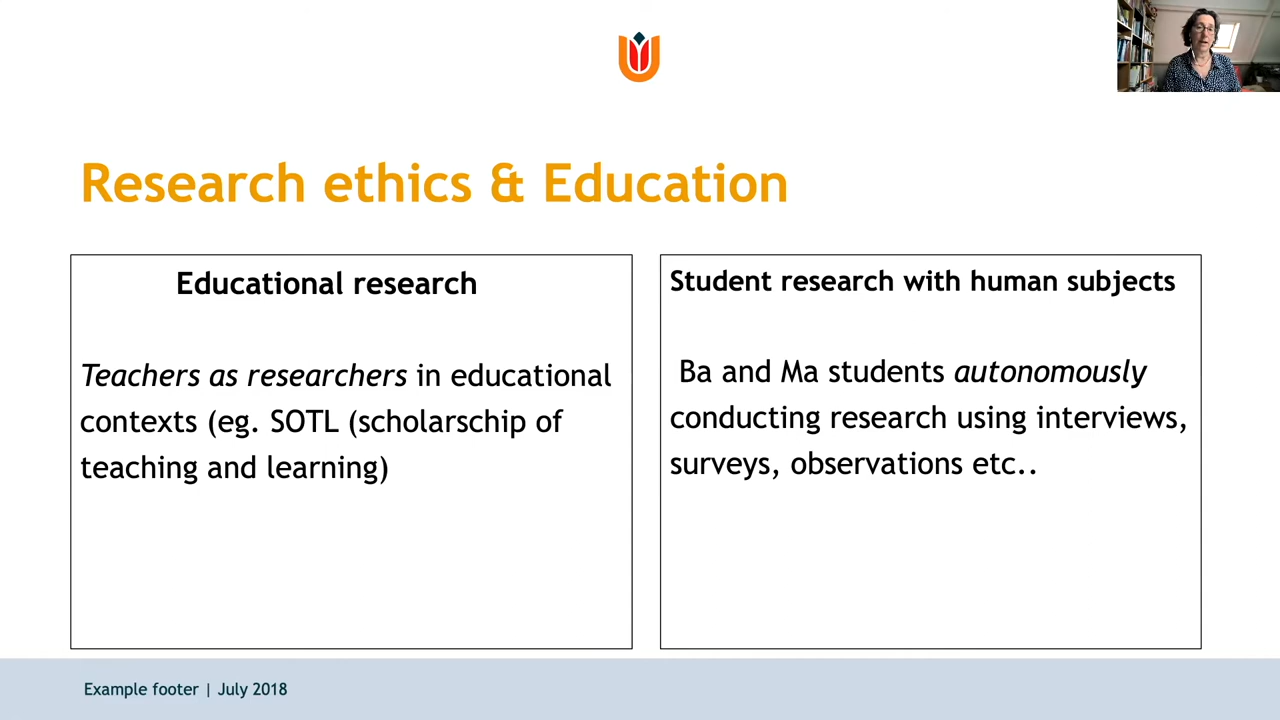 Research ethics & Education
Educational research
Teachers as researchers in educational
contexts (eg. SOTL (scholarschip of
teaching and learning)
Student research with human subjects
Ba and Ma students autonomously
conducting research using interviews,
surveys, observations etc..
Example footer | July 2018